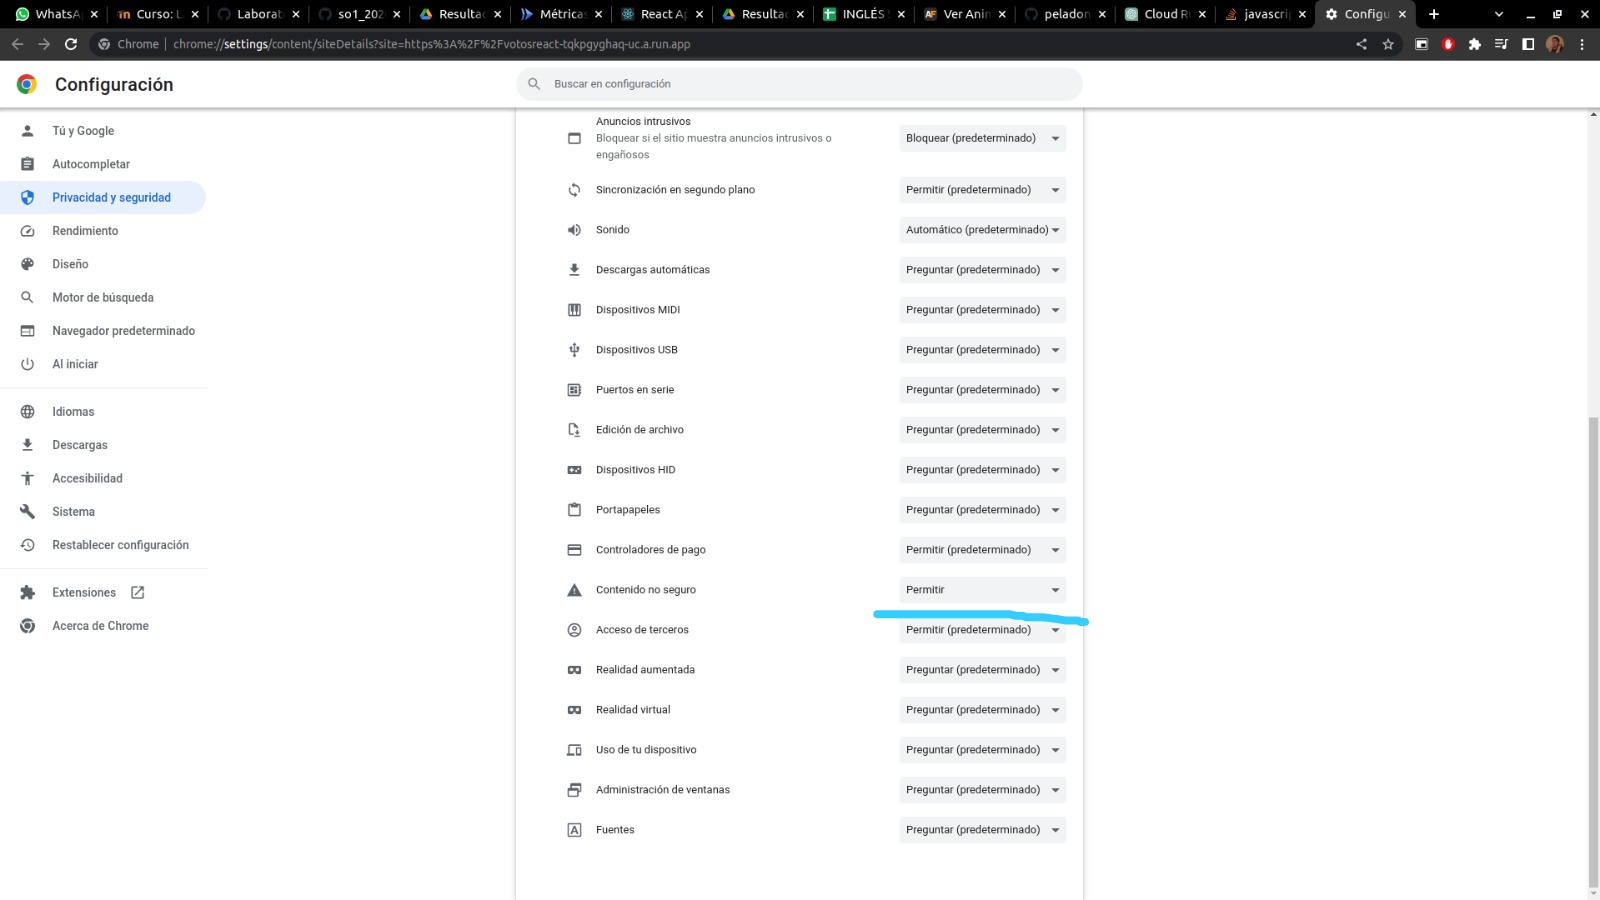 WhatsA
Curso: L
Laborat
so1_202
Resultac
Métricas
React Ap
Resultac
INGLÉS
Ver Anin
peladon
Cloud R
javascri
Configu
Chrome
chrome://settings/content/siteDetails?site=https%3A%2F%2Fvotosreact-tqkpgyghaq-uc.a.run.app
Configuración
Buscar en configuración
Tú y Google
Autocompletar
Privacidad y seguridad
Rendimiento
Diseño
Motor de búsqueda
Navegador predeterminado
Al iniciar
Idiomas
Descargas
Accesibilidad
Sistema
Restablecer configuración
Extensiones
Acerca de Chrome
Anuncios intrusivos
Bloquear si el sitio muestra anuncios intrusivos o
engañosos
Bloquear (predeterminado)
Sincronización en segundo plano
Permitir (predeterminado)
Sonido
Automático (predeterminado)
Descargas automáticas
Preguntar (predeterminado)
Dispositivos MIDI
Preguntar (predeterminado)
Dispositivos USB
Preguntar (predeterminado)
Puertos en serie
Preguntar (predeterminado)
Edición de archivo
Preguntar (predeterminado)
Dispositivos HID
Preguntar (predeterminado)
Portapapeles
Preguntar (predeterminado)
Controladores de pago
Permitir (predeterminado)
Contenido no seguro
Permitir
Acceso de terceros
Permitir (predeterminado)
Realidad aumentada
Preguntar (predeterminado)
Realidad virtual
Preguntar (predeterminado)
Uso de tu dispositivo
Preguntar (predeterminado)
Administración de ventanas
Preguntar (predeterminado)
Fuentes
Preguntar (predeterminado)